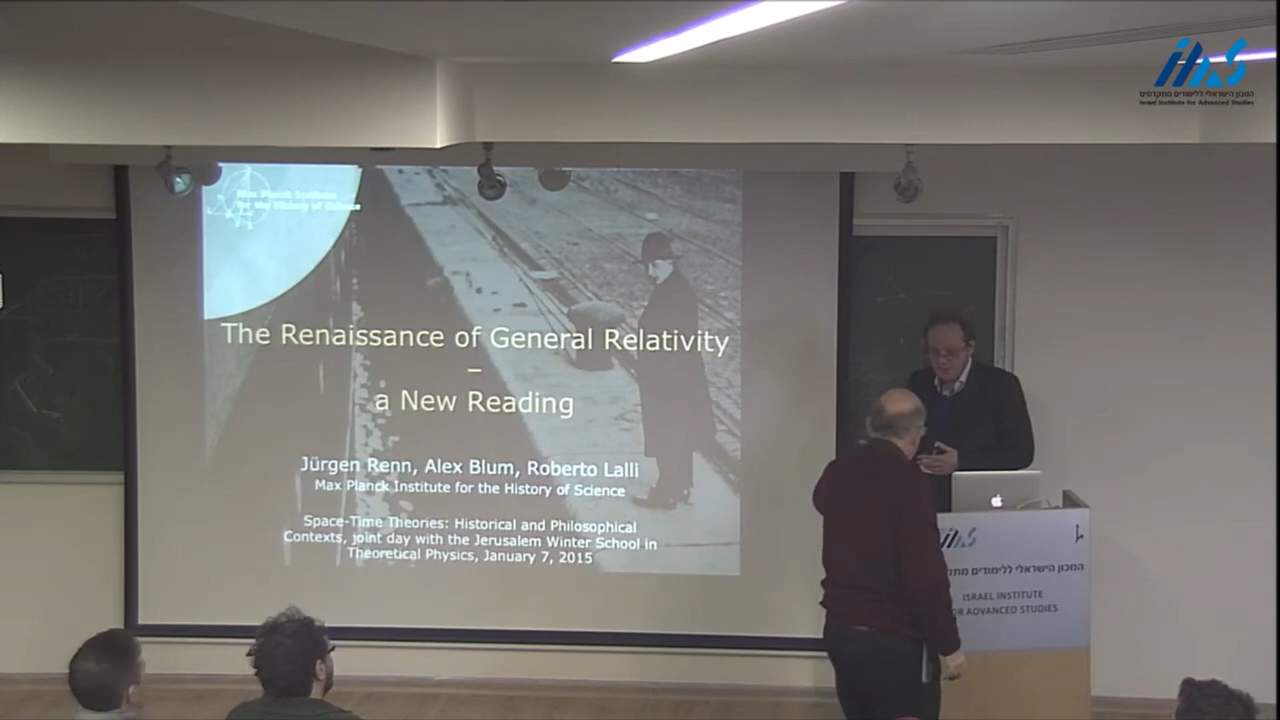 המכון הישראלי ללימודים מתקדמים
Israel Institute for Advanced Studies
Max Planck Institute
for the History of Science
The Renaissance of General Relativity
–
a New Reading
Jürgen Renn, Alex Blum, Roberto Lalli
Max Planck Institute for the History of Science
Space-Time Theories: Historical and Philosophical
Contexts, joint day with the Jerusalem Winter School in
Theoretical Physics, January 7, 2015
המכון הישראלי ללימודים
ISRAEL INSTITUTE
ADVANCED STUDIES